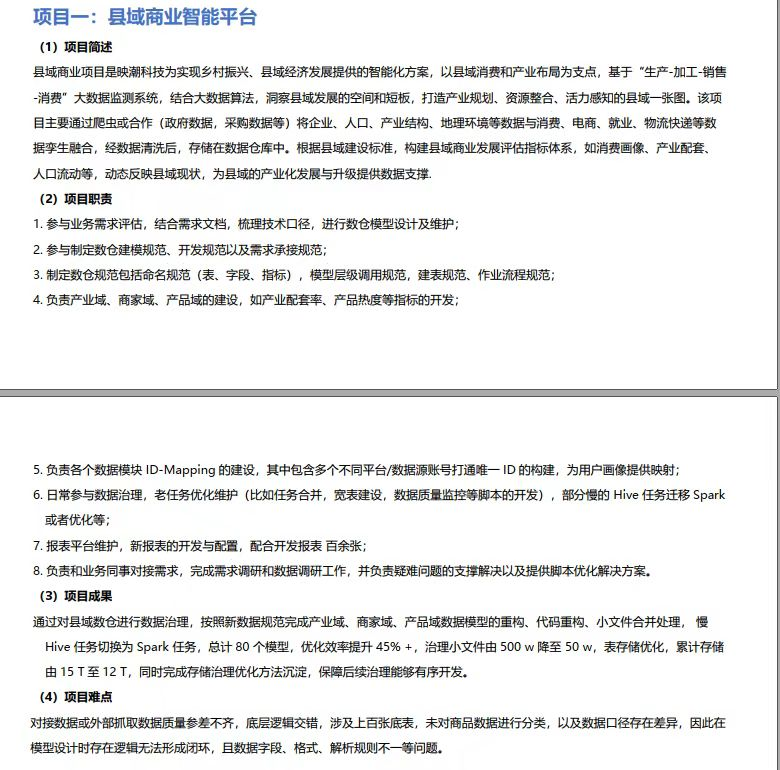 项目一：县域商业智能平台
（1）项目简述
县域商业项目是映潮科技为实现乡村振兴、县域经济发展提供的智能化方案，以县域消费和产业布局为支点，基于“生产-加工-销售
-消费”大数据监测系统，结合大数据算法，洞察县域发展的空间和短板，打造产业规划、资源整合、活力感知的县域一张图。该项
目主要通过爬虫或合作（政府数据，采购数据等）将企业、人口、产业结构、地理环境等数据与消费、电商、就业、物流快递等数
据孪生融合，经数据清洗后，存储在数据仓库中。根据县域建设标准，构建县域商业发展评估指标体系，如消费画像、产业配套、
人口流动等，动态反映县域现状，为县域的产业化发展与升级提供数据支撑.
（2）项目职责
1. 参与业务需求评估，结合需求文档，梳理技术口径，进行数仓模型设计及维护；
2. 参与制定数仓建模规范、开发规范以及需求承接规范；
3. 制定数仓规范包括命名规范（表、字段、指标），模型层级调用规范，建表规范、作业流程规范；
4. 负责产业域、商家域、产品域的建设，如产业配套率、产品热度等指标的开发；
5. 负责各个数据模块 ID-Mapping 的建设，其中包含多个不同平台/数据源账号打通唯一 ID 的构建，为用户画像提供映射；
6. 日常参与数据治理，老任务优化维护（比如任务合并，宽表建设，数据质量监控等脚本的开发），部分慢的 Hive 任务迁移 Spark
或者优化等；
7. 报表平台维护，新报表的开发与配置，配合开发报表 百余张；
8. 负责和业务同事对接需求，完成需求调研和数据调研工作，并负责疑难问题的支撑解决以及提供脚本优化解决方案。
（3）项目成果
通过对县域数仓进行数据治理，按照新数据规范完成产业域、商家域、产品域数据模型的重构、代码重构、小文件合并处理， 慢
Hive 任务切换为 Spark 任务，总计 80 个模型，优化效率提升 45% +，治理小文件由 500 w 降至 50 w，表存储优化，累计存储
由 15 T 至 12 T，同时完成存储治理优化方法沉淀，保障后续治理能够有序开发。
（4）项目难点
对接数据或外部抓取数据质量参差不齐，底层逻辑交错，涉及上百张底表，未对商品数据进行分类，以及数据口径存在差异，因此在
模型设计时存在逻辑无法形成闭环，且数据字段、格式、解析规则不一等问题。